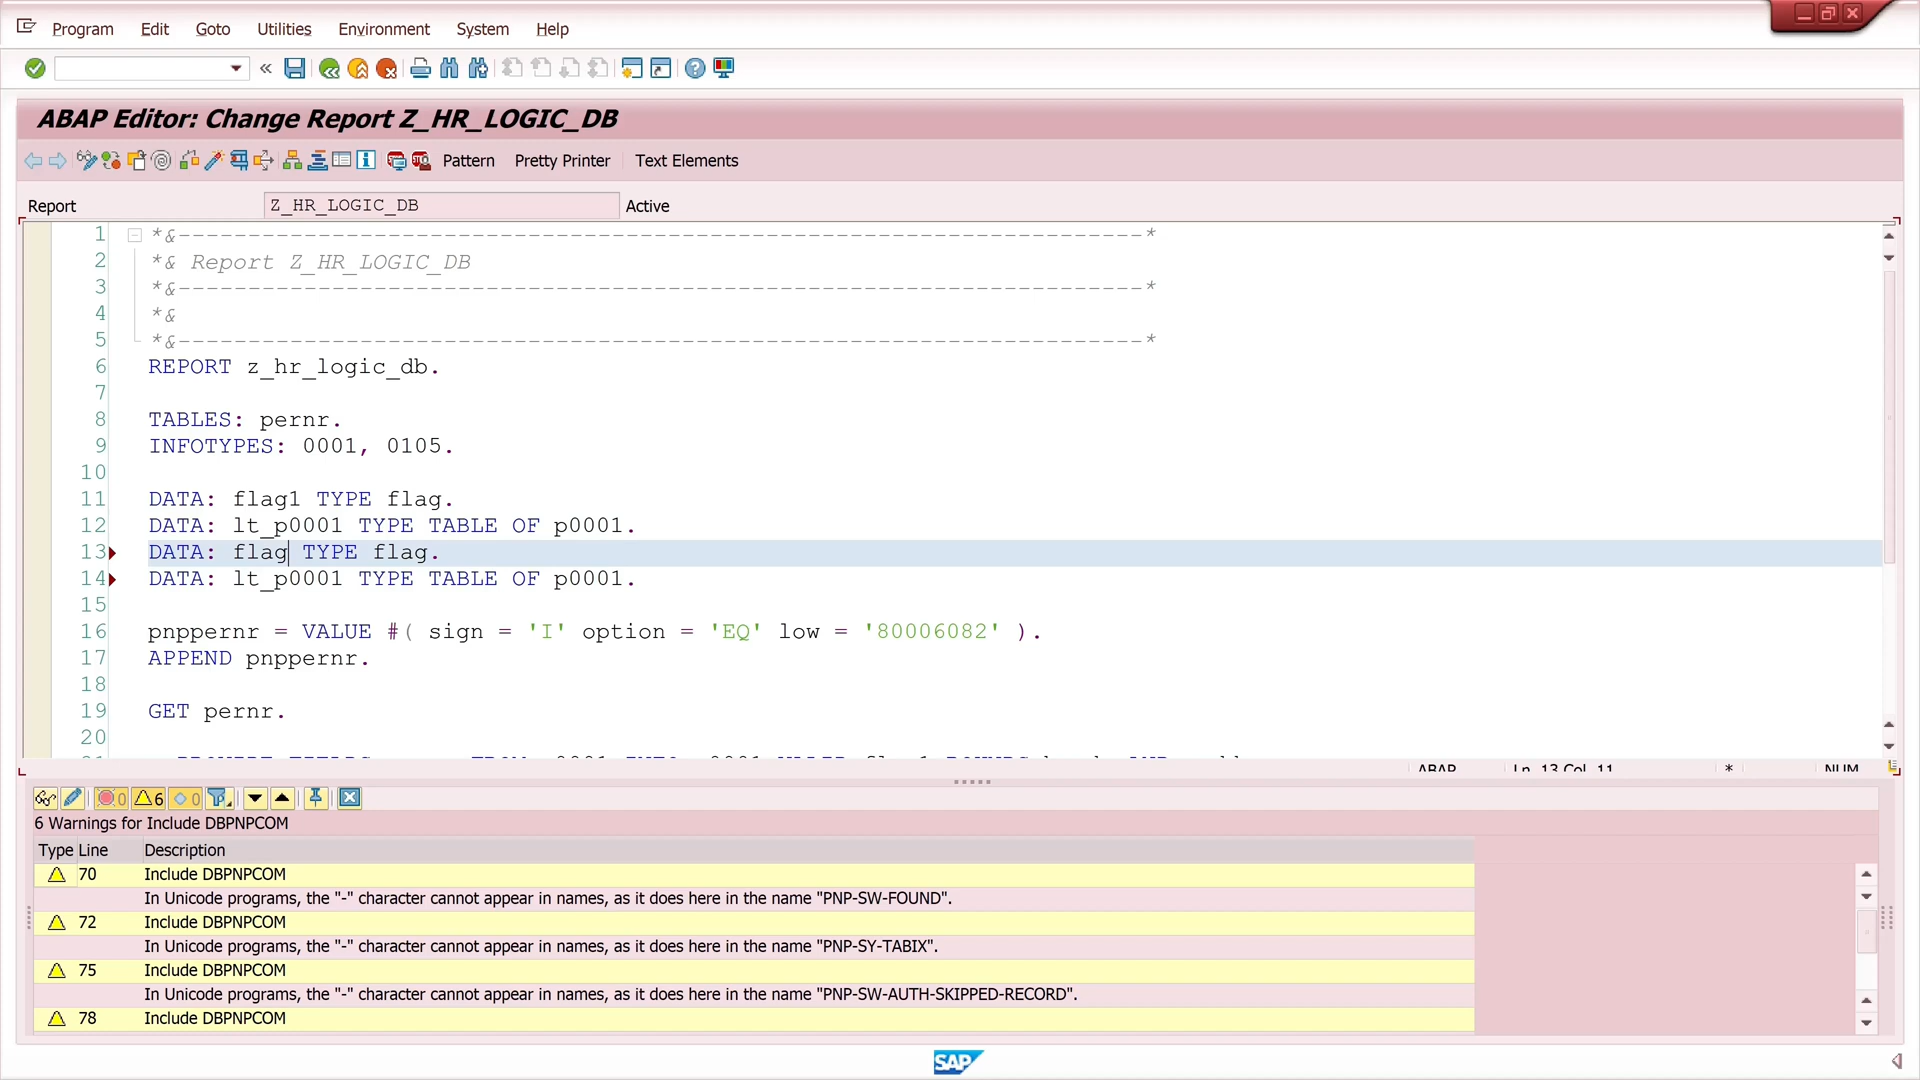 Program Edit Goto Utilities Environment System Help
ABAP Editor: Change Report Z_HR_LOGIC_DB
Pattern Pretty Printer Text Elements
Report Z_HR_LOGIC_DB Active
1 *&---------------------------------------------------------------------*
2 *& Report Z_HR_LOGIC_DB
3 *&---------------------------------------------------------------------*
4 *&
5 *&---------------------------------------------------------------------*
6 REPORT z_hr_logic_db.
7
8 TABLES: pernr.
9 INFOTYPES: 0001, 0105.
10
11 DATA: flag1 TYPE flag.
12 DATA: lt_p0001 TYPE TABLE OF p0001.
13 DATA: flag TYPE flag.
14 DATA: lt_p0001 TYPE TABLE OF p0001.
15
16 pnppernr = VALUE #( sign = 'I' option = 'EQ' low = '80006082' ).
17 APPEND pnppernr.
18
19 GET pernr.
20
ABAP Ln 13 Col 11 * NUM
0 6 0
6 Warnings for Include DBPNPCOM
Type Line Description
70 Include DBPNPCOM
In Unicode programs, the "-" character cannot appear in names, as it does here in the name "PNP-SW-FOUND".
72 Include DBPNPCOM
In Unicode programs, the "-" character cannot appear in names, as it does here in the name "PNP-SY-TABIX".
75 Include DBPNPCOM
In Unicode programs, the "-" character cannot appear in names, as it does here in the name "PNP-SW-AUTH-SKIPPED-RECORD".
78 Include DBPNPCOM
SAP